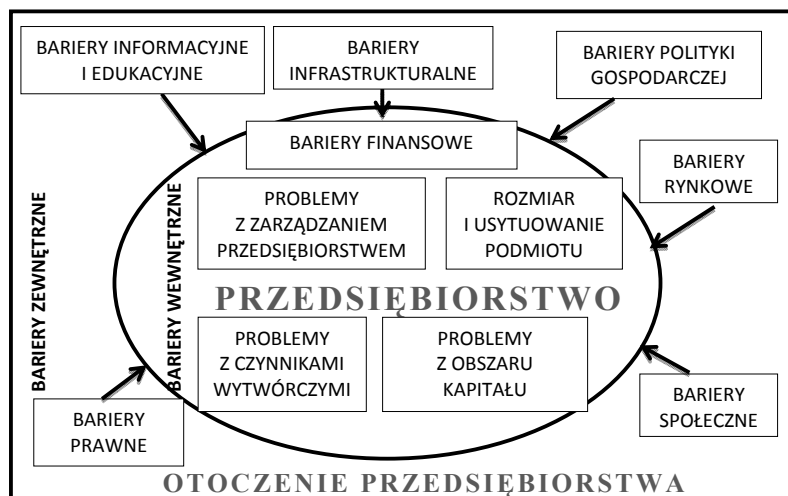 BARIERY INFORMACYJNE
I EDUKACYJNE
BARIERY
INFRASTRUKTURALNE
BARIERY POLITYKI
GOSPODARCZEJ
BARIERY FINANSOWE
BARIERY
RYNKOWE
PROBLEMY
Z ZARZĄDZANIEM
PRZEDSIĘBIORSTWEM
ROZMIAR
I USYTUOWANIE
PODMIOTU
BARIERY ZEWNĘTRZNE
BARIERY WEWNĘTRZNE
PRZEDSIĘBIORSTWO
PROBLEMY
Z CZYNNIKAMI
WYTWÓRCZYMI
PROBLEMY
Z OBSZARU
KAPITAŁU
BARIERY
PRAWNE
BARIERY
SPOŁECZNE
OTOCZENIE PRZEDSIĘBIORSTWA